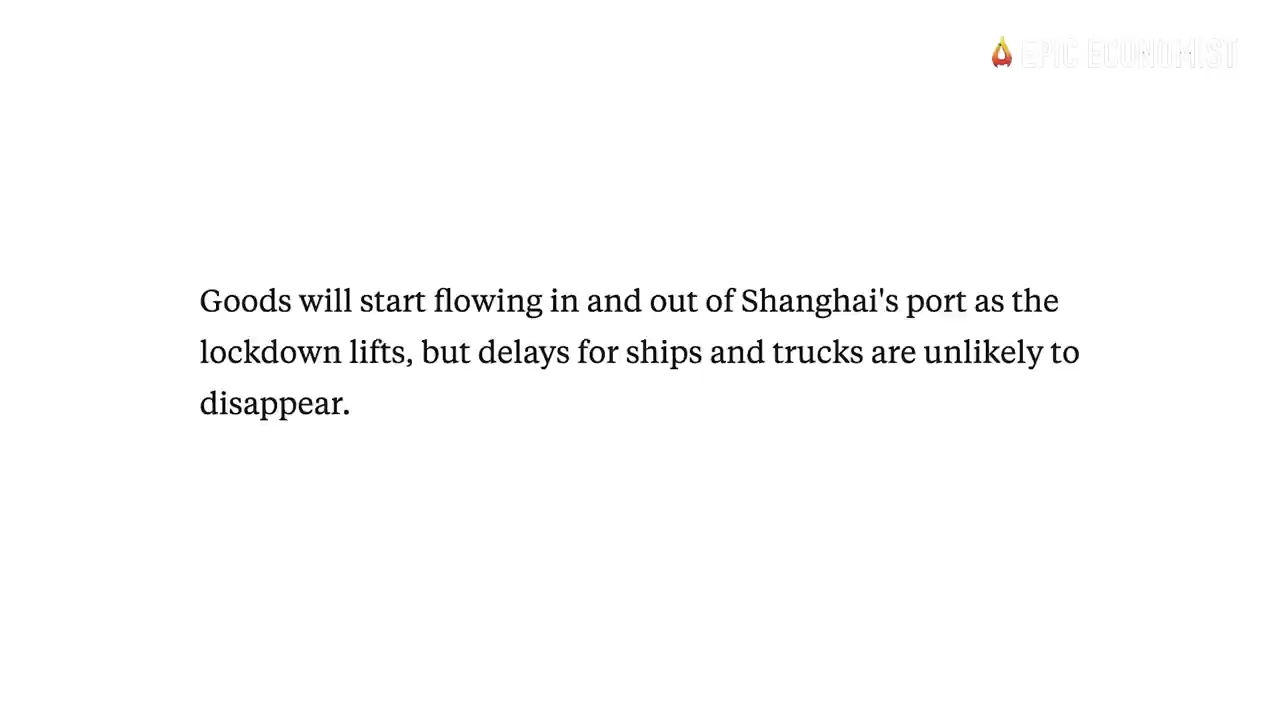 EPIC ECONOMIST
Goods will start flowing in and out of Shanghai's port as the
lockdown lifts, but delays for ships and trucks are unlikely to
disappear.